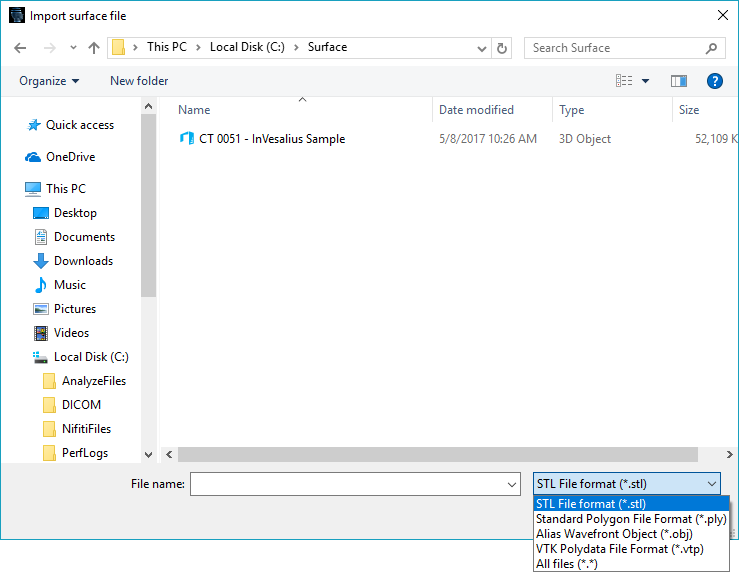 Import surface file
This PC Local Disk (C:) Surface
Search Surface
Organize New folder
Name Date modified Type Size
CT 0051 - InVesalius Sample 5/8/2017 10:26 AM 3D Object 52,109 K
Quick access
OneDrive
This PC
Desktop
Documents
Downloads
Music
Pictures
Videos
Local Disk (C:)
AnalyzeFiles
DICOM
NifitiFiles
PerfLogs
File name: STL File format (*.stl)
STL File format (*.stl)
Standard Polygon File Format (*.ply)
Alias Wavefront Object (*.obj)
VTK Polydata File Format (*.vtp)
All files (*.*)